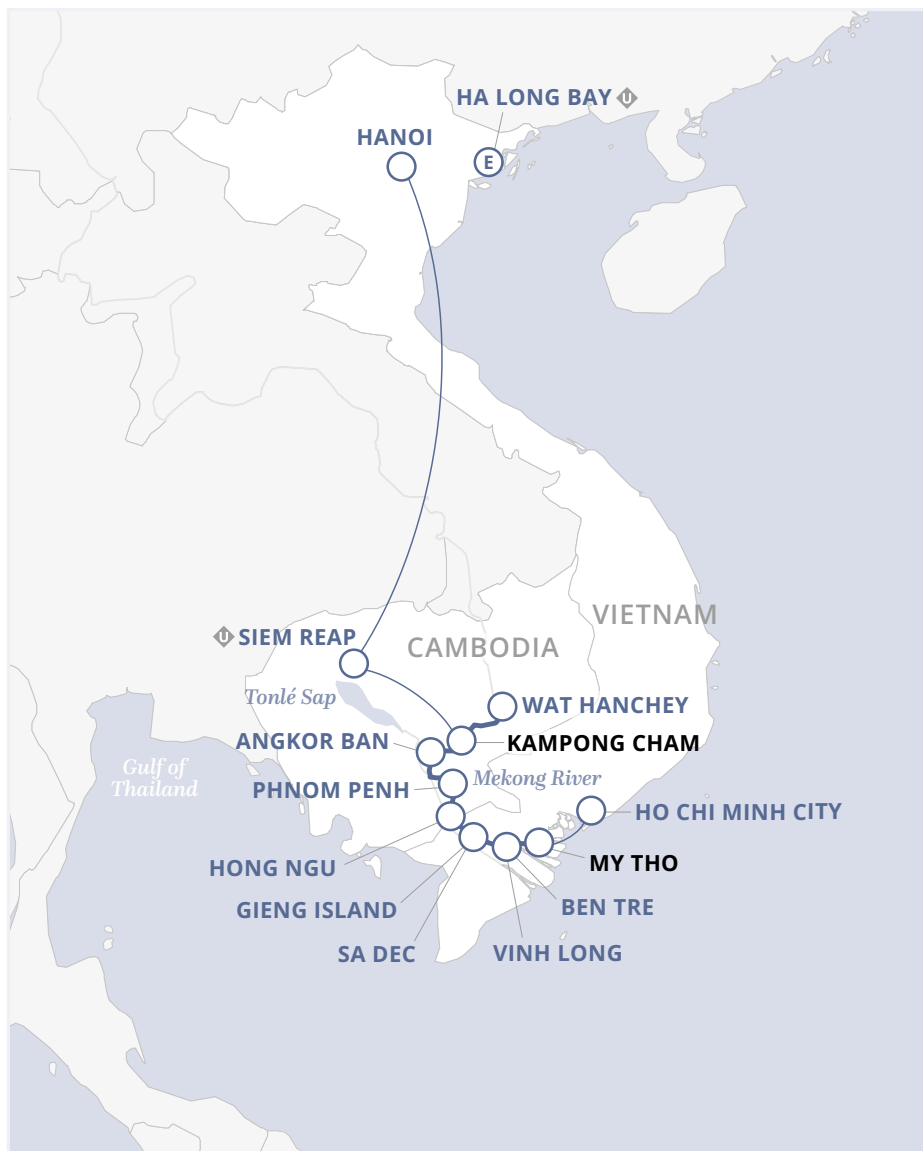 HA LONG BAY U
HANOI
E
VIETNAM
U SIEM REAP
CAMBODIA
Tonlé Sap
WAT HANCHEY
ANGKOR BAN
KAMPONG CHAM
Gulf of
Thailand
Mekong River
PHNOM PENH
HO CHI MINH CITY
MY THO
HONG NGU
GIENG ISLAND
BEN TRE
SA DEC
VINH LONG